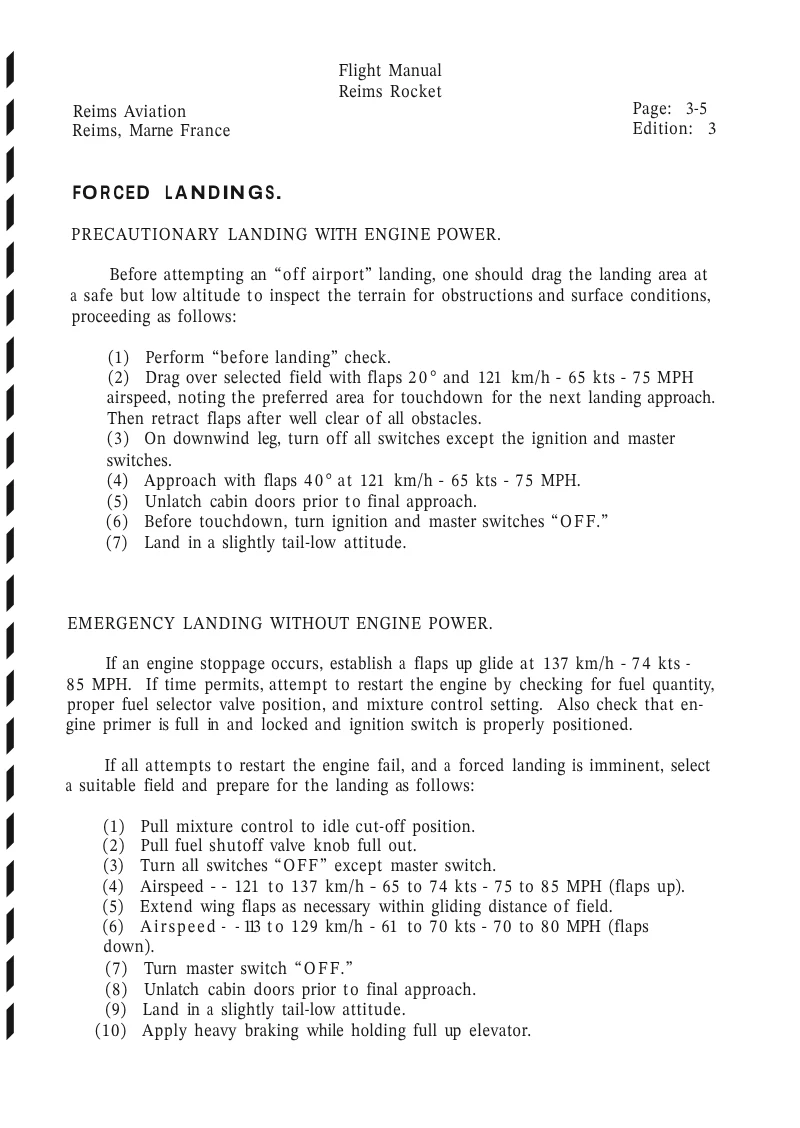 Flight Manual
Reims Rocket
Reims Aviation
Reims, Marne France
Page: 3-5
Edition: 3
FORCED LANDINGS.
PRECAUTIONARY LANDING WITH ENGINE POWER.
Before attempting an “off airport” landing, one should drag the landing area at
a safe but low altitude to inspect the terrain for obstructions and surface conditions,
proceeding as follows:
(1) Perform “before landing” check.
(2) Drag over selected field with flaps 20° and 121 km/h - 65 kts - 75 MPH
airspeed, noting the preferred area for touchdown for the next landing approach.
Then retract flaps after well clear of all obstacles.
(3) On downwind leg, turn off all switches except the ignition and master
switches.
(4) Approach with flaps 40° at 121 km/h - 65 kts - 75 MPH.
(5) Unlatch cabin doors prior to final approach.
(6) Before touchdown, turn ignition and master switches “OFF.”
(7) Land in a slightly tail-low attitude.
EMERGENCY LANDING WITHOUT ENGINE POWER.
If an engine stoppage occurs, establish a flaps up glide at 137 km/h - 74 kts -
85 MPH. If time permits, attempt to restart the engine by checking for fuel quantity,
proper fuel selector valve position, and mixture control setting. Also check that en-
gine primer is full in and locked and ignition switch is properly positioned.
If all attempts to restart the engine fail, and a forced landing is imminent, select
a suitable field and prepare for the landing as follows:
(1) Pull mixture control to idle cut-off position.
(2) Pull fuel shutoff valve knob full out.
(3) Turn all switches “OFF” except master switch.
(4) Airspeed - - 121 to 137 km/h - 65 to 74 kts - 75 to 85 MPH (flaps up).
(5) Extend wing flaps as necessary within gliding distance of field.
(6) Airspeed - - 113 to 129 km/h - 61 to 70 kts - 70 to 80 MPH (flaps
down).
(7) Turn master switch “OFF.”
(8) Unlatch cabin doors prior to final approach.
(9) Land in a slightly tail-low attitude.
(10) Apply heavy braking while holding full up elevator.